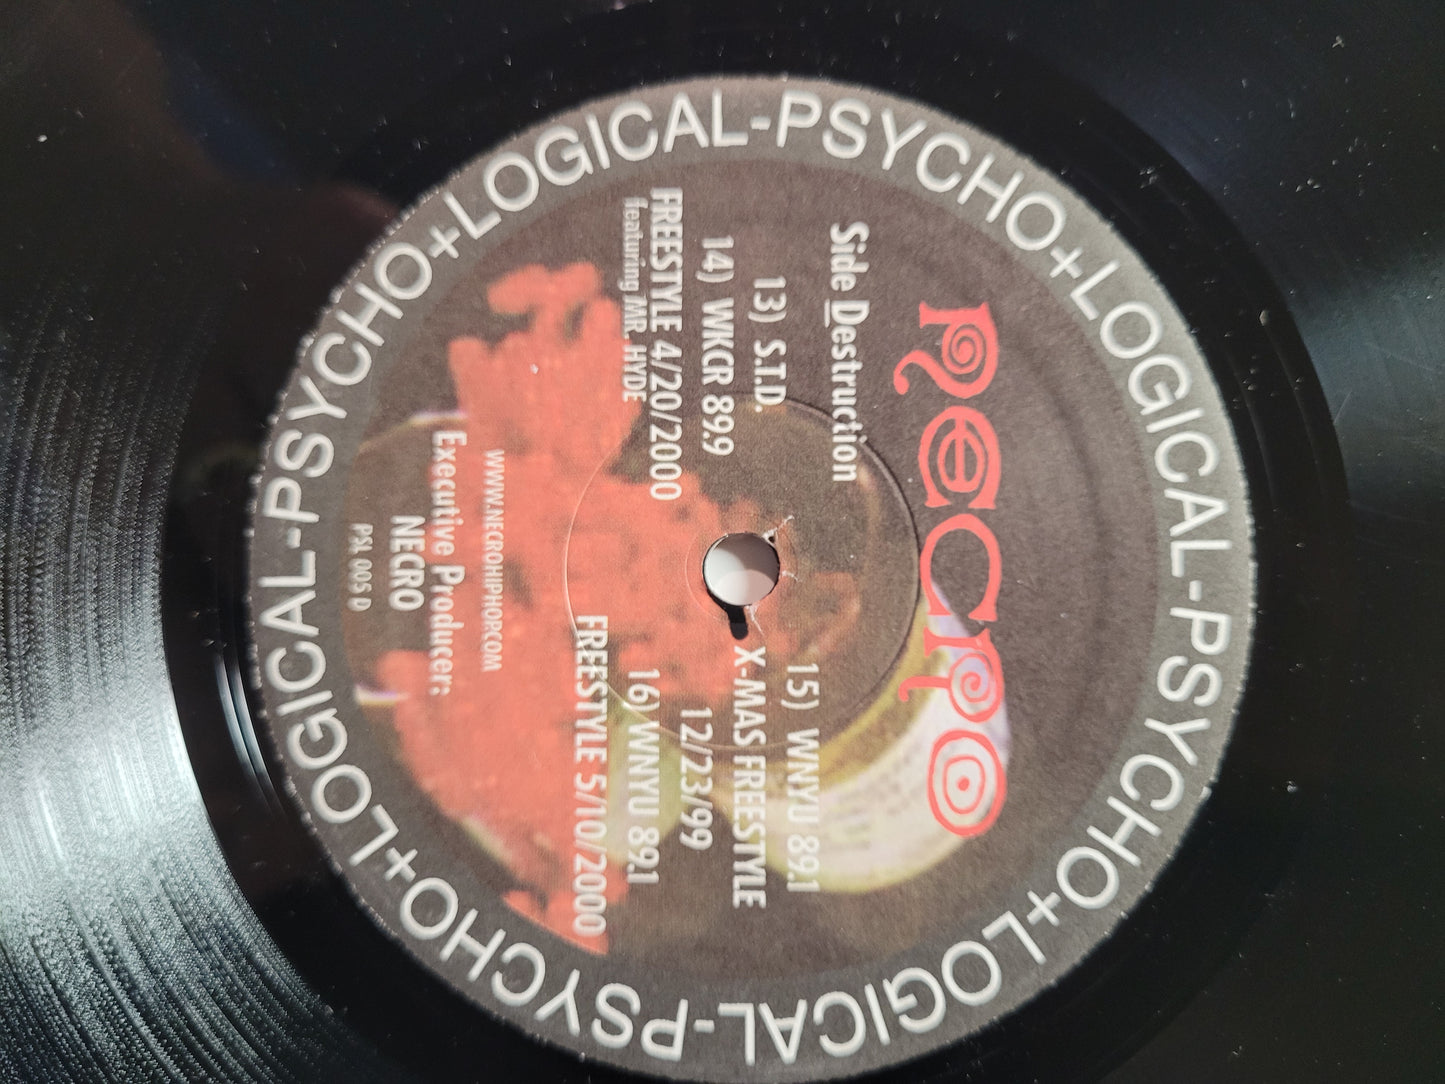 NECRO
Side Destruction
13) S.T.D.
14) WKCR 89.9
FREESTYLE 4/20/2000
featuring MR. HYDE
15) WNYU 89.1
X-MAS FREESTYLE
12/23/99
16) WNYU 89.1
FREESTYLE 5/10/2000
WWW.NECROHIPHOP.COM
Executive Producer:
NECRO
PSL 005 D
PSYCHO+LOGICAL-PSYCHO+LOGICAL-PSYCHO+LOGICAL-PSYCHO+LOGICAL-PSYCHO+LOGICAL-